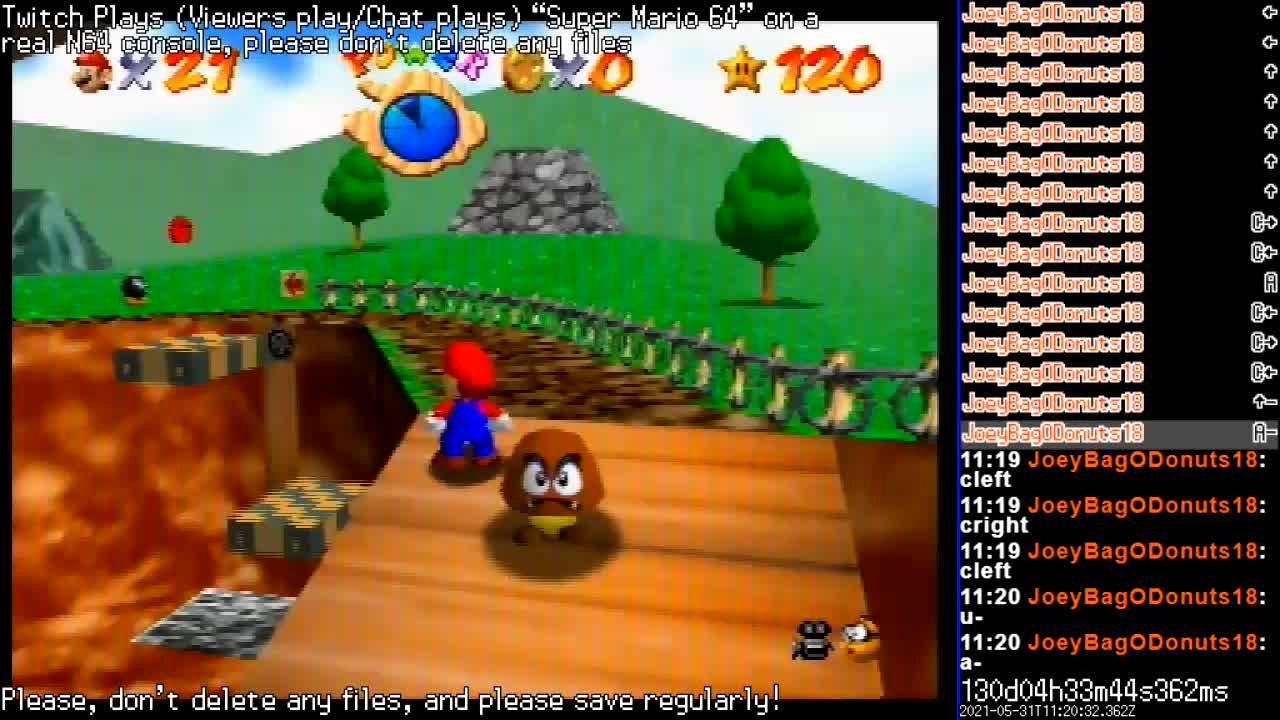 Twitch Plays (Viewers play/Chat plays) “Super Mario 64” on a
real N64 console, please don't delete any files
× 21
POWER
× 0
120
Please, don't delete any files, and please save regularly!
JoeyBagODonuts18 ←
JoeyBagODonuts18 ←
JoeyBagODonuts18 ↑
JoeyBagODonuts18 ↑
JoeyBagODonuts18 ↑
JoeyBagODonuts18 ↑
JoeyBagODonuts18 ↑
JoeyBagODonuts18 C→
JoeyBagODonuts18 C←
JoeyBagODonuts18 A
JoeyBagODonuts18 C←
JoeyBagODonuts18 C→
JoeyBagODonuts18 C←
JoeyBagODonuts18 ↑-
JoeyBagODonuts18 A-
11:19 JoeyBagODonuts18:
cleft
11:19 JoeyBagODonuts18:
cright
11:19 JoeyBagODonuts18:
cleft
11:20 JoeyBagODonuts18:
u-
11:20 JoeyBagODonuts18:
a-
130d04h33m44s362ms
2021-05-31T11:20:32.362Z